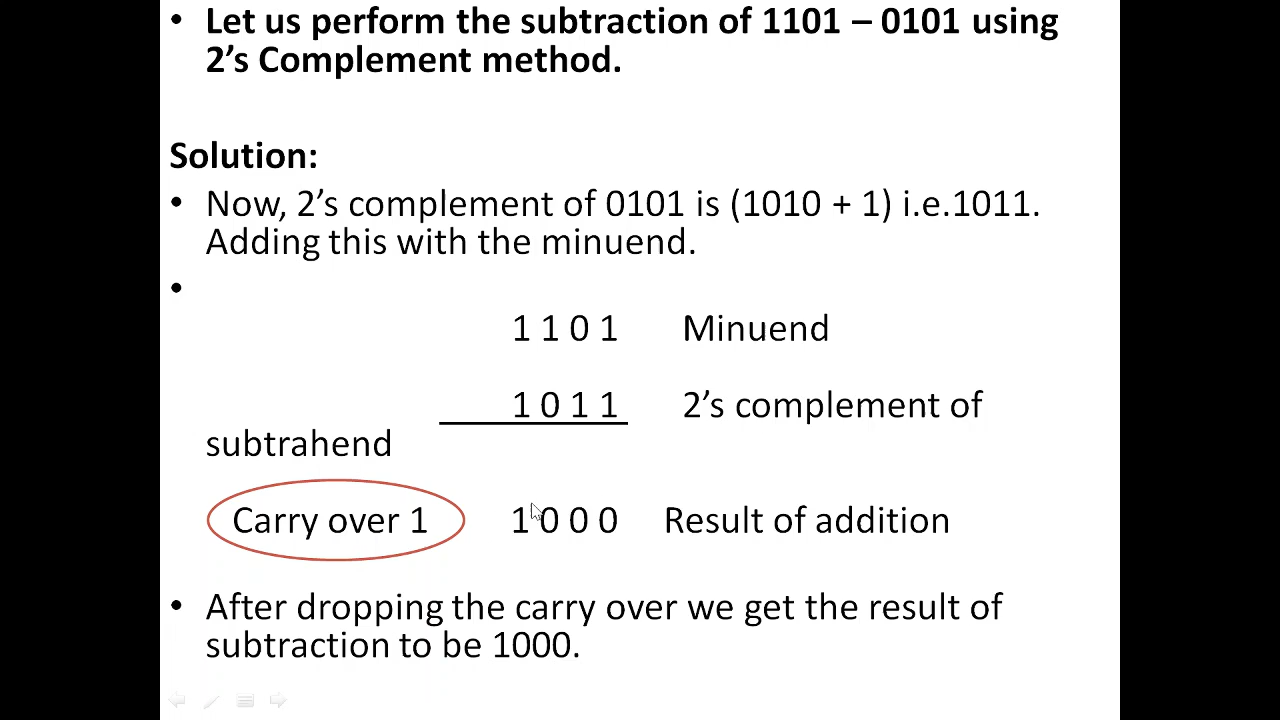 • Let us perform the subtraction of 1101 – 0101 using
2’s Complement method.
Solution:
• Now, 2’s complement of 0101 is (1010 + 1) i.e.1011.
Adding this with the minuend.
•
1 1 0 1 Minuend
1 0 1 1 2’s complement of
subtrahend
Carry over 1 1 0 0 0 Result of addition
• After dropping the carry over we get the result of
subtraction to be 1000.